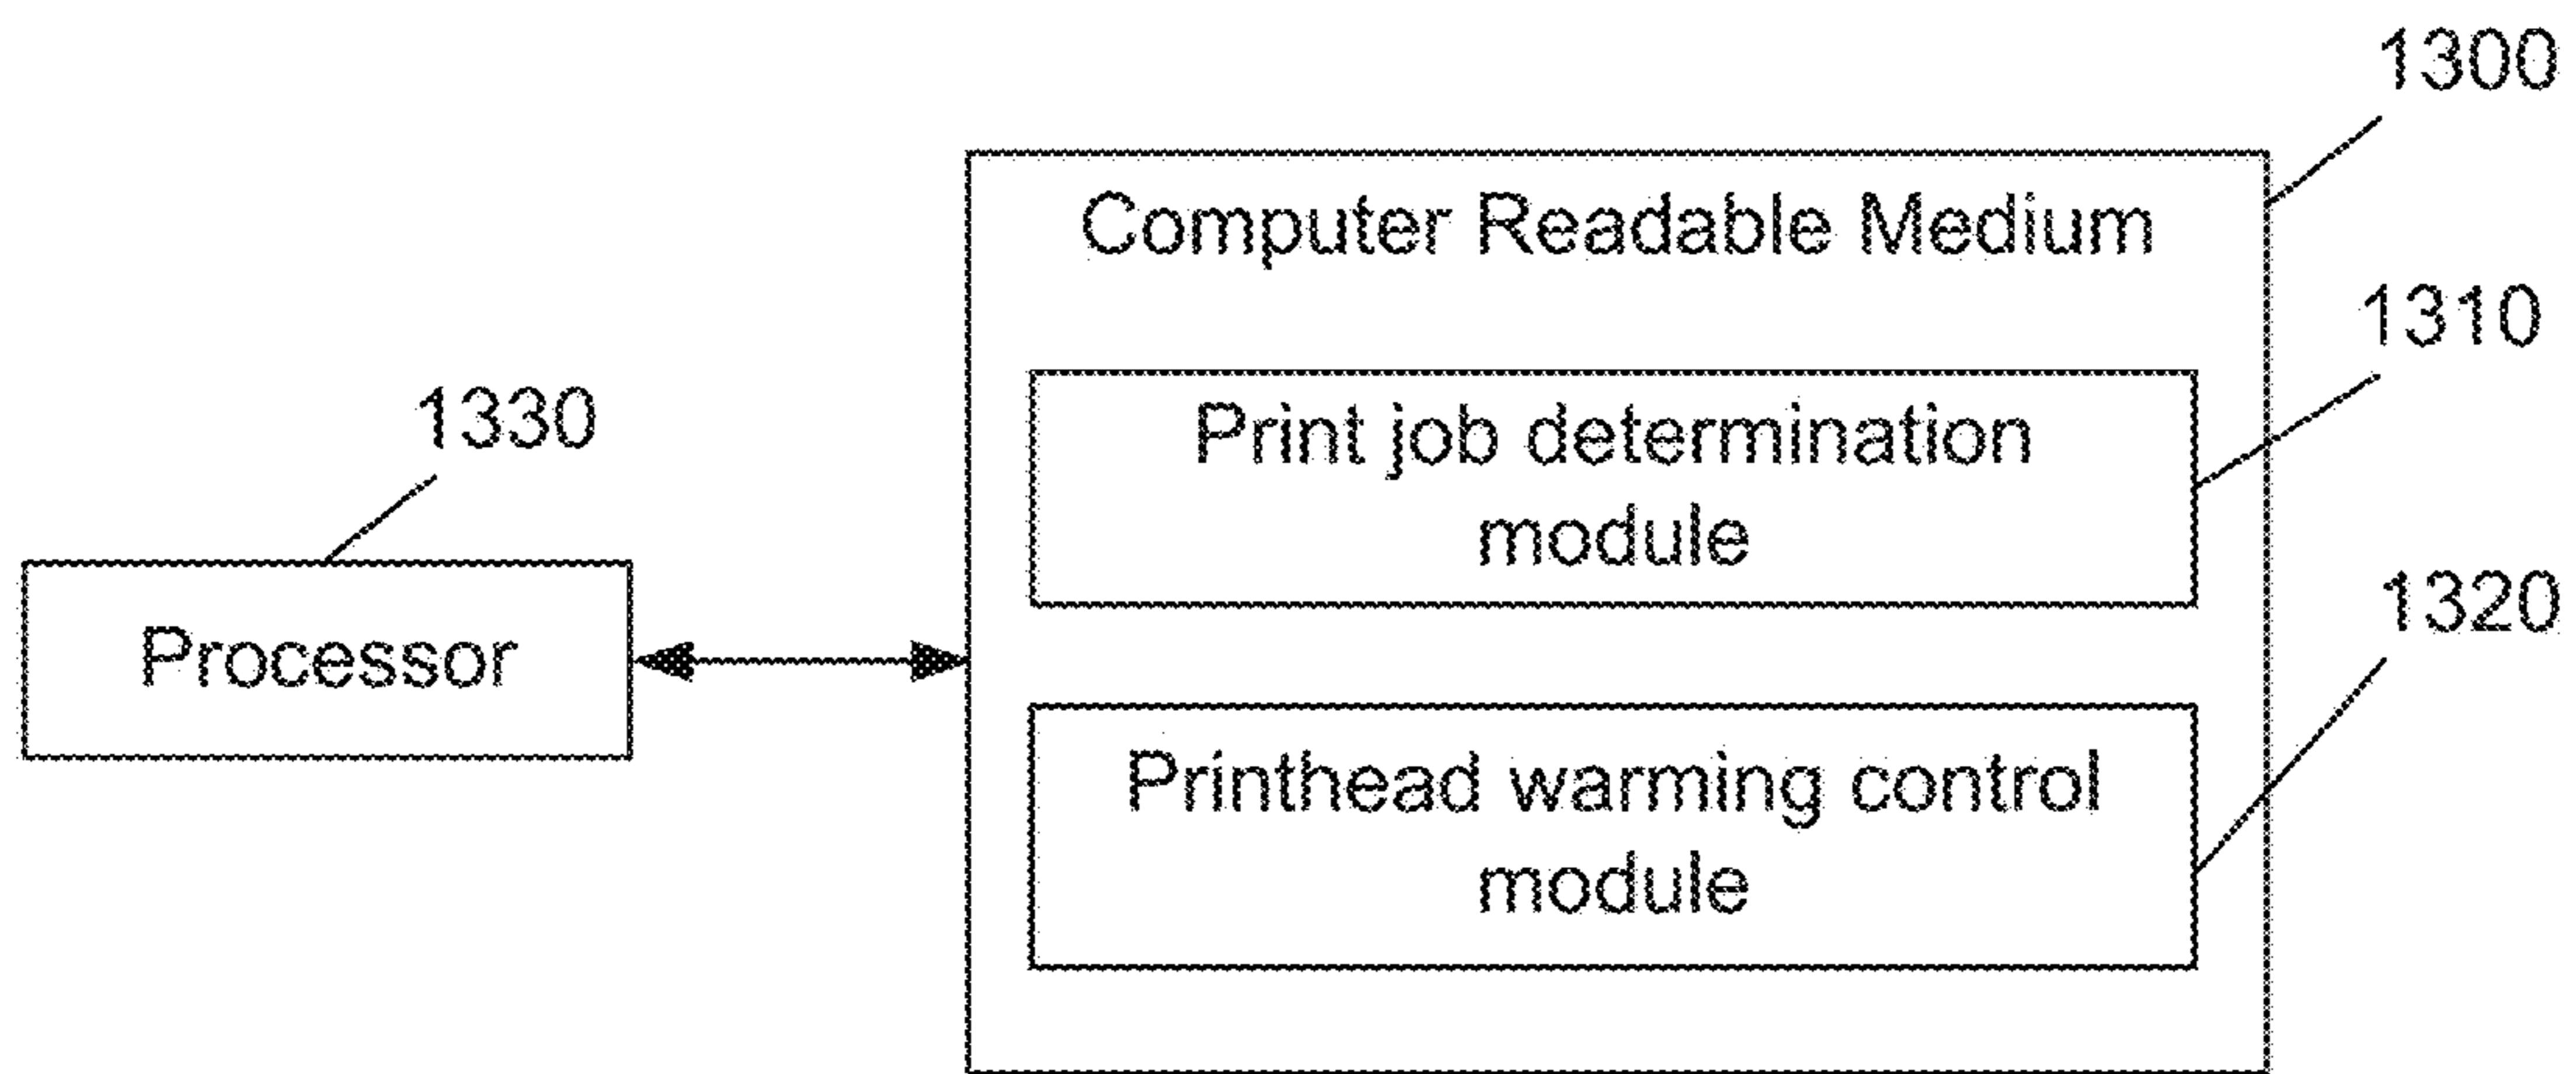 1300
Computer Readable Medium
1310
Print job determination
module
1330
Processor
1320
Printhead warming control
module